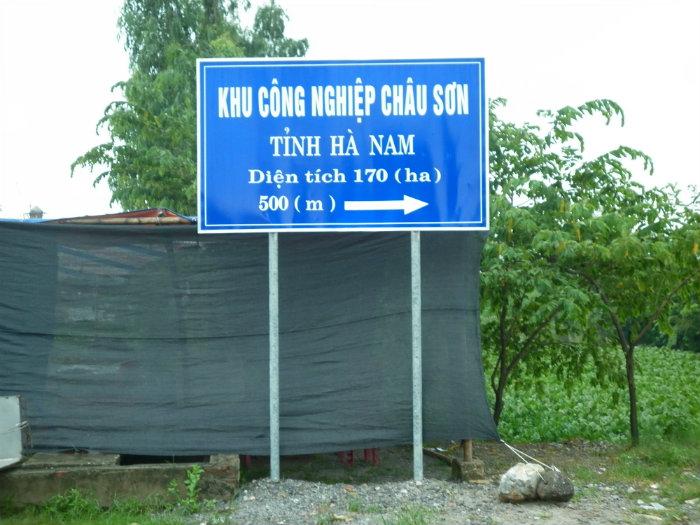 KHU CÔNG NGHIỆP CHÂU SƠN
TỈNH HÀ NAM
Diện tích 170 (ha)
500 ( m )